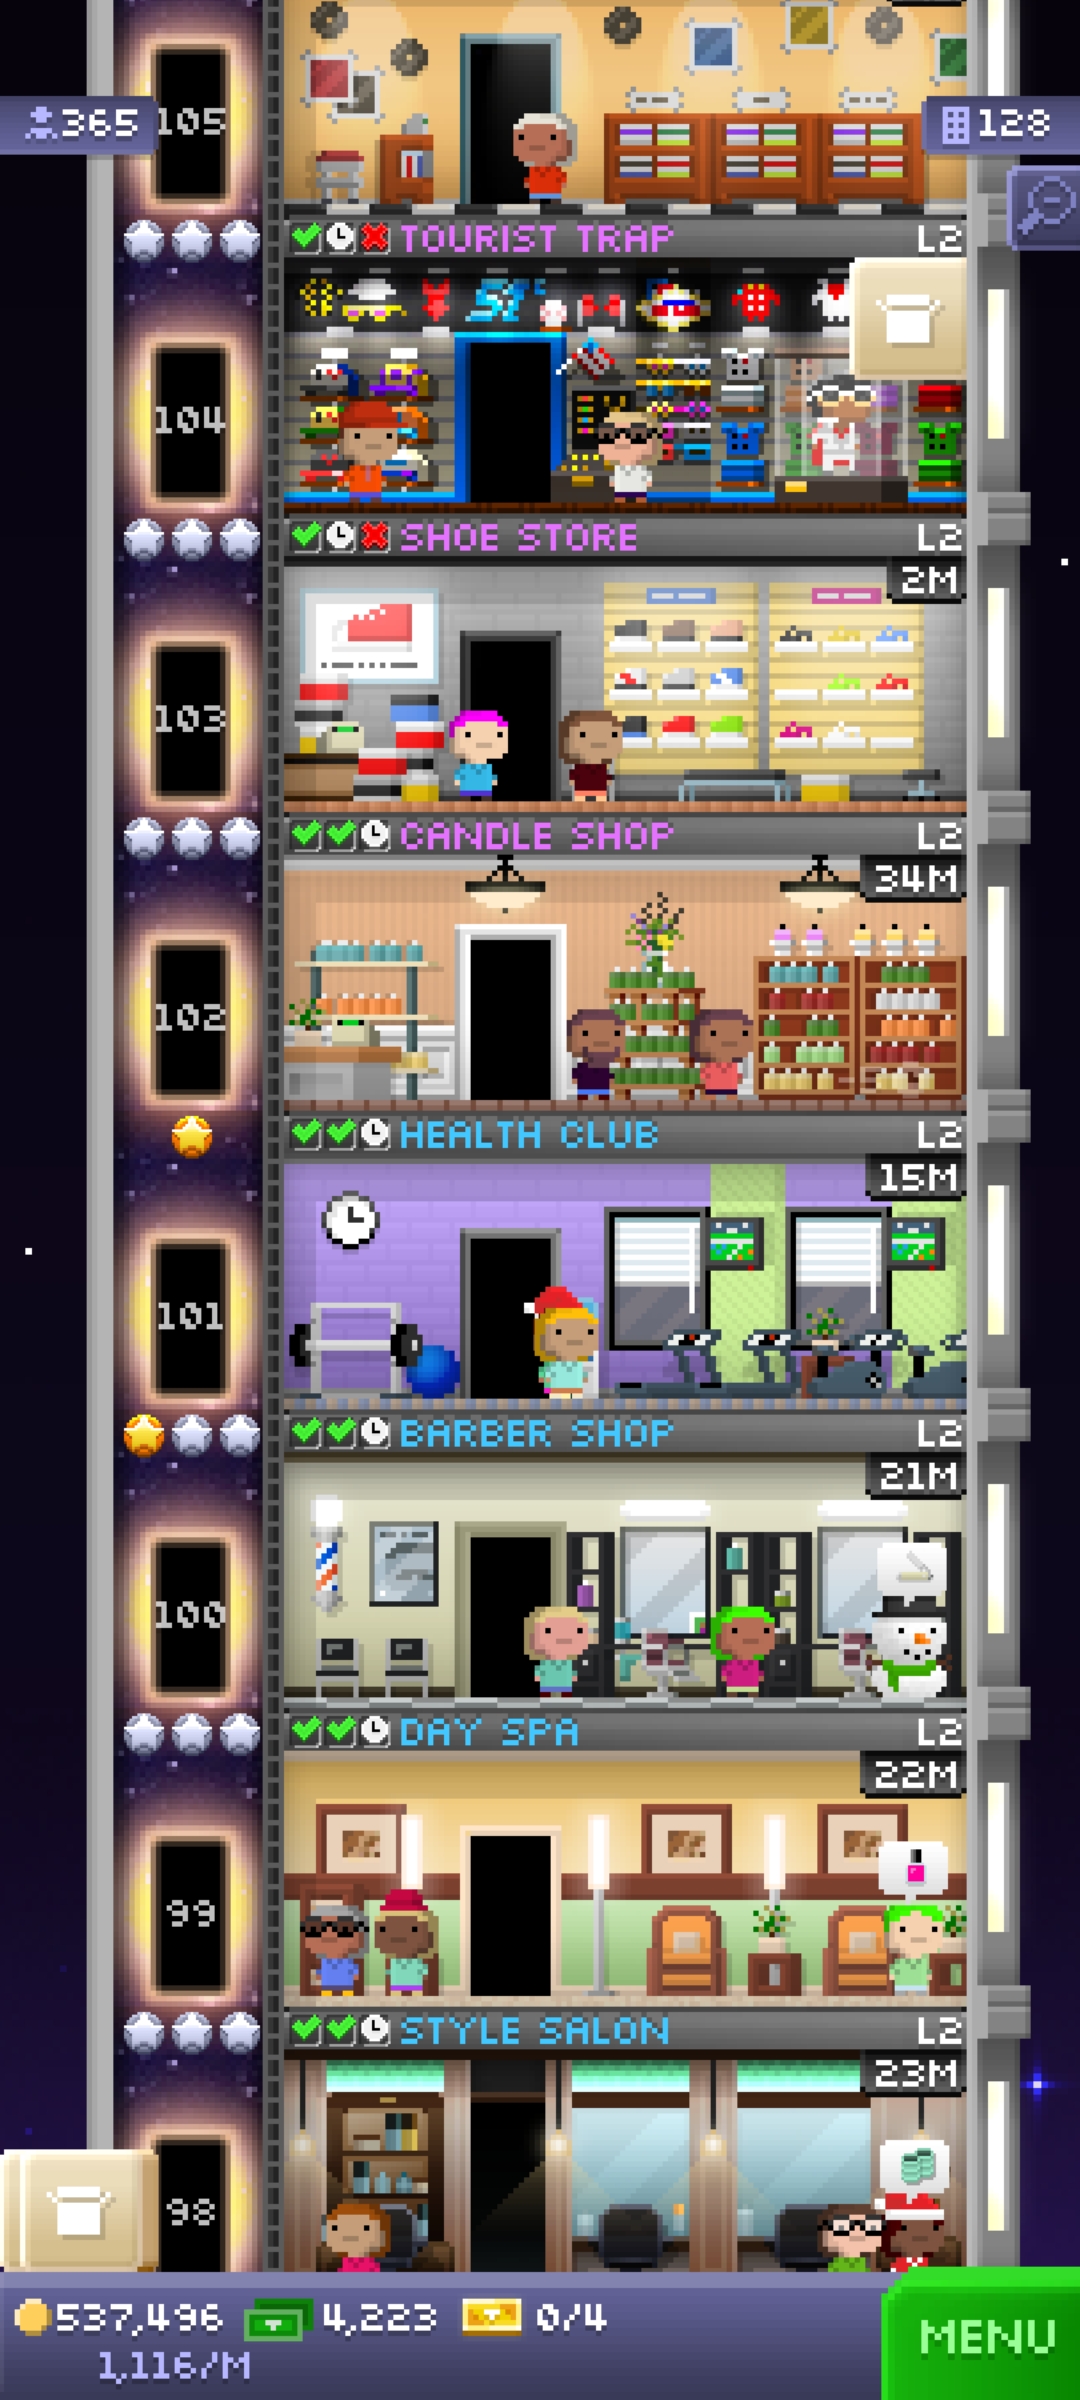 365
105
128
TOURIST TRAP L2
104
SHOE STORE L2
2M
103
CANDLE SHOP L2
34M
102
HEALTH CLUB L2
15M
101
BARBER SHOP L2
21M
100
DAY SPA L2
22M
99
STYLE SALON L2
23M
98
537,496 4,223 0/4
1,116/M
MENU